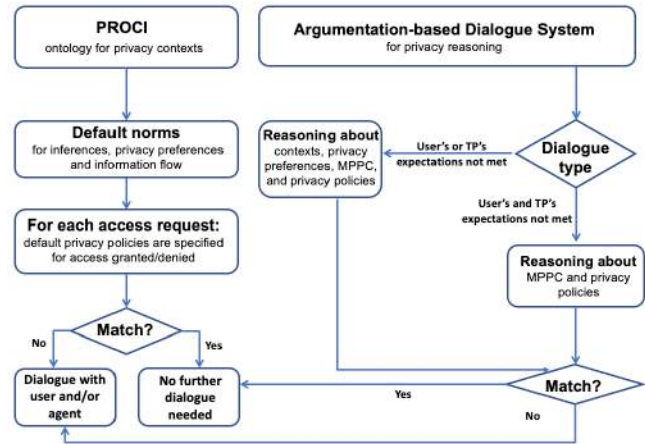 PROCI
ontology for privacy contexts
Argumentation-based Dialogue System
for privacy reasoning
Default norms
for inferences, privacy preferences
and information flow
Reasoning about
contexts, privacy
preferences, MPPC,
and privacy policies
User's or TP's
expectations not met
Dialogue
type
User's and TP's
expectations not met
For each access request:
default privacy policies are specified
for access granted/denied
Reasoning about
MPPC and privacy
policies
Match?
No
Yes
Dialogue with
user and/or
agent
No further
dialogue
needed
Yes
Match?
No